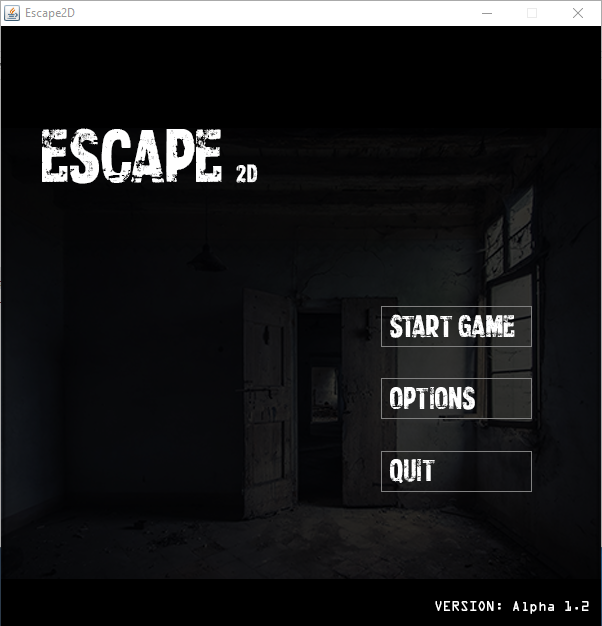 Escape2D
ESCAPE 2D
START GAME
OPTIONS
QUIT
VERSION: Alpha 1.2